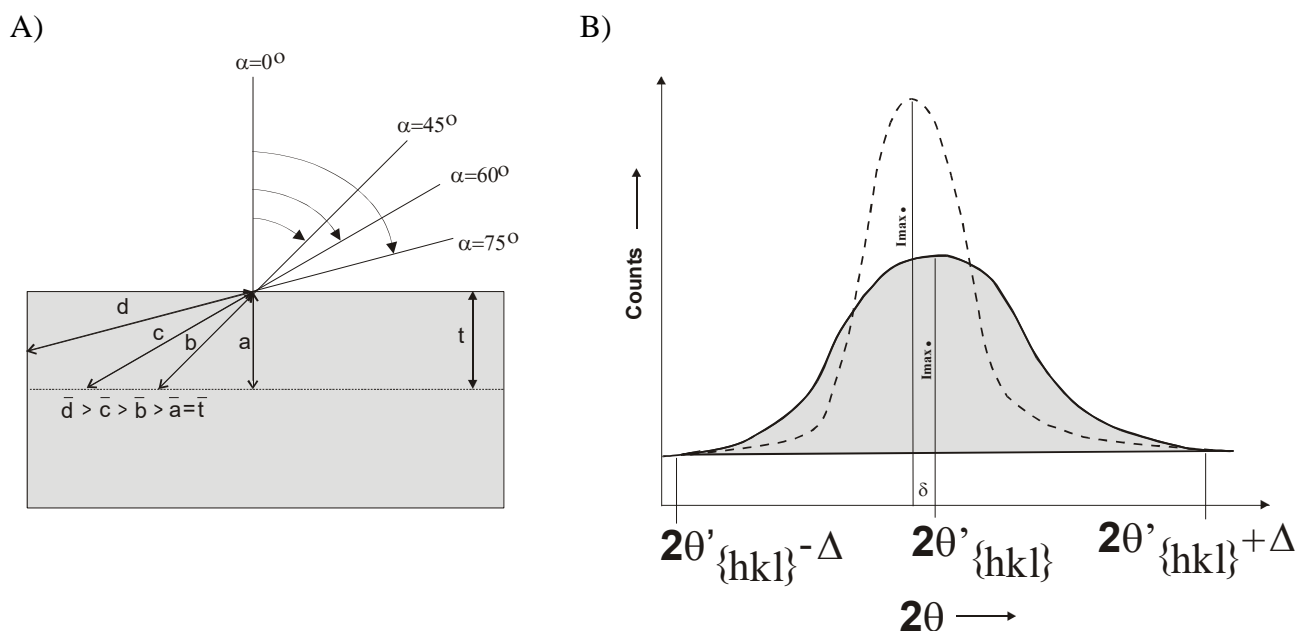 A)
α=0°
α=45°
α=60°
α=75°
d
c
b
a
t
d̄ > c̄ > b̄ > ā = t̄
B)
Counts
Imax•
Imax•
δ
2θ'{hkl}-Δ
2θ'{hkl}
2θ'{hkl}+Δ
2θ